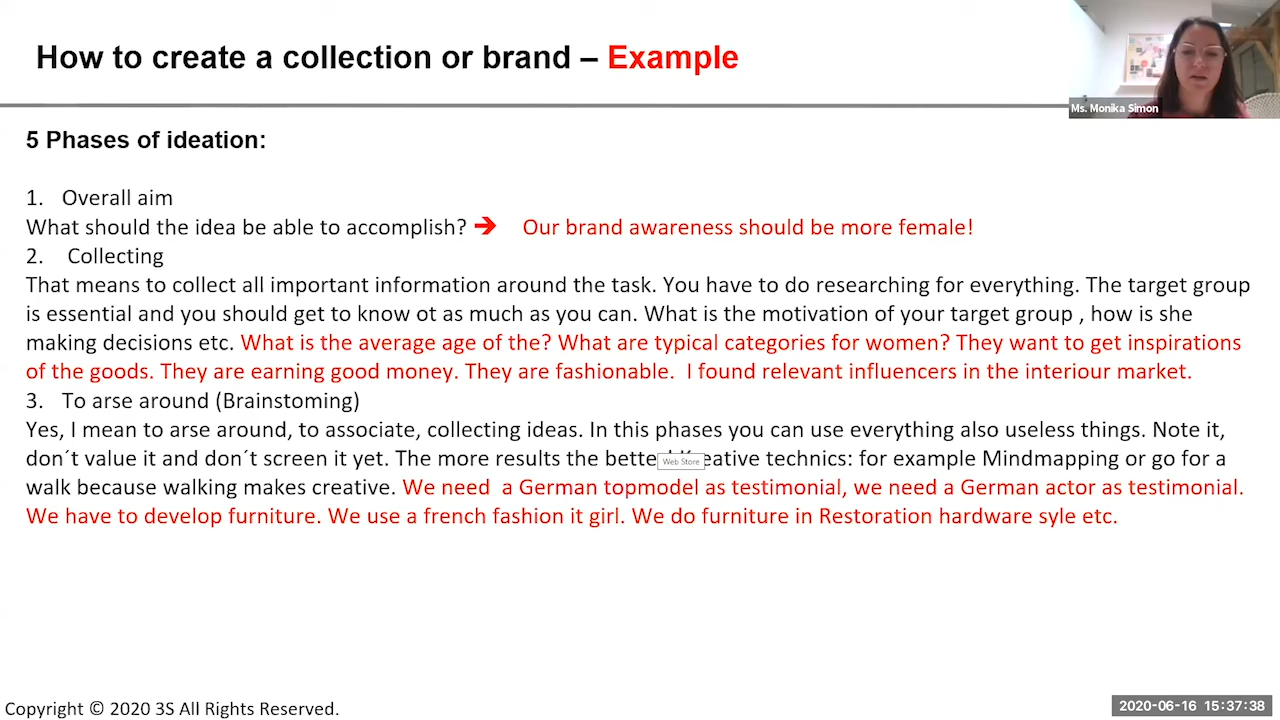 How to create a collection or brand – Example
Ms. Monika Simon
5 Phases of ideation:
1. Overall aim
What should the idea be able to accomplish? ➔ Our brand awareness should be more female!
2. Collecting
That means to collect all important information around the task. You have to do researching for everything. The target group
is essential and you should get to know ot as much as you can. What is the motivation of your target group , how is she
making decisions etc. What is the average age of the? What are typical categories for women? They want to get inspirations
of the goods. They are earning good money. They are fashionable. I found relevant influencers in the interiour market.
3. To arse around (Brainstoming)
Yes, I mean to arse around, to associate, collecting ideas. In this phases you can use everything also useless things. Note it,
don´t value it and don´t screen it yet. The more results the bette Web Store eative technics: for example Mindmapping or go for a
walk because walking makes creative. We need a German topmodel as testimonial, we need a German actor as testimonial.
We have to develop furniture. We use a french fashion it girl. We do furniture in Restoration hardware syle etc.
Copyright © 2020 3S All Rights Reserved.
2020-06-16 15:37:38